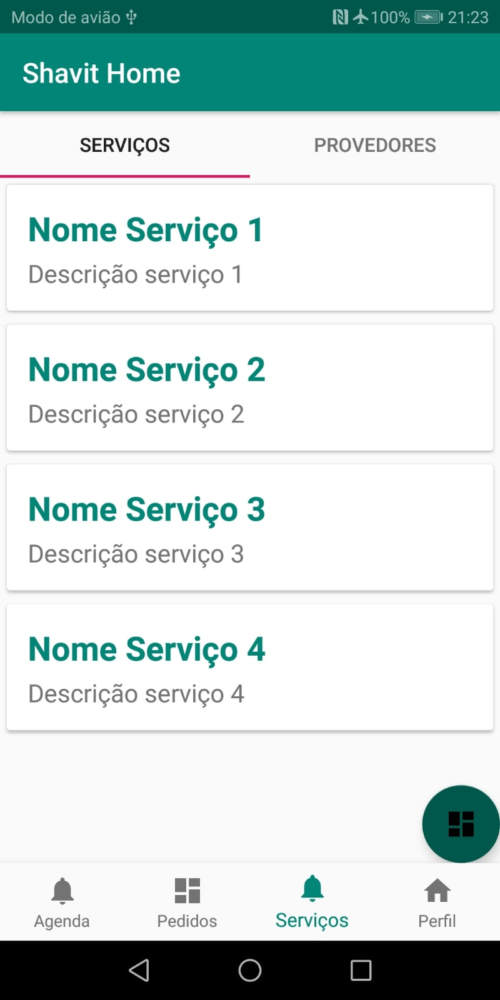 Modo de avião 100% 21:23
Shavit Home
SERVIÇOS PROVEDORES
Nome Serviço 1
Descrição serviço 1
Nome Serviço 2
Descrição serviço 2
Nome Serviço 3
Descrição serviço 3
Nome Serviço 4
Descrição serviço 4
Agenda Pedidos Serviços Perfil